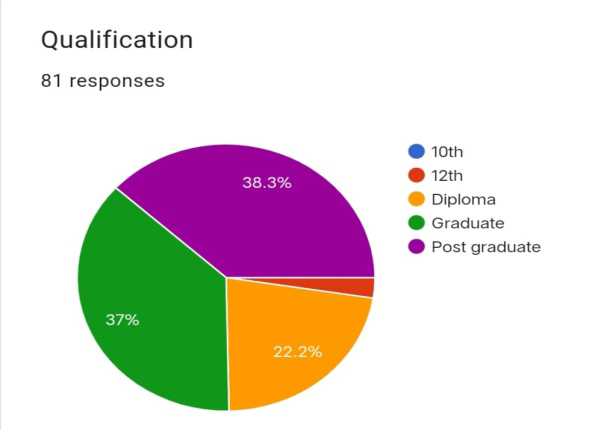 Qualification
81 responses
10th
12th
Diploma
Graduate
Post graduate
38.3%
37%
22.2%